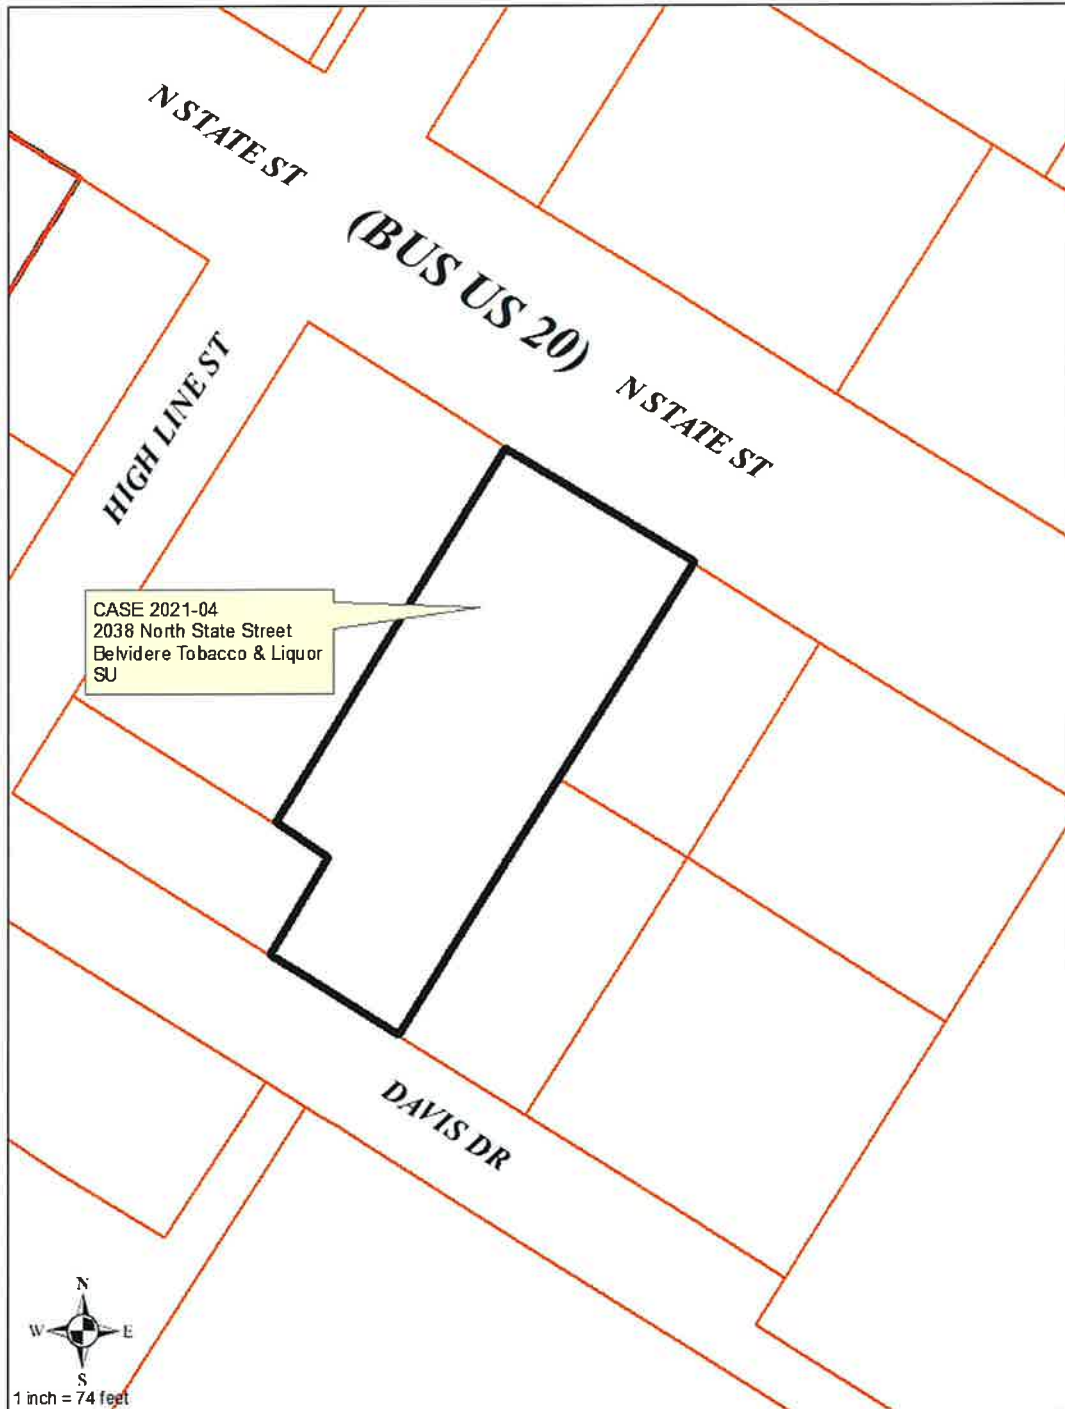 N STATE ST
(BUS US 20)
N STATE ST
HIGH LINE ST
CASE 2021-04
2038 North State Street
Belvidere Tobacco & Liquor
SU
DAVIS DR
N
W E
S
1 inch = 74 feet